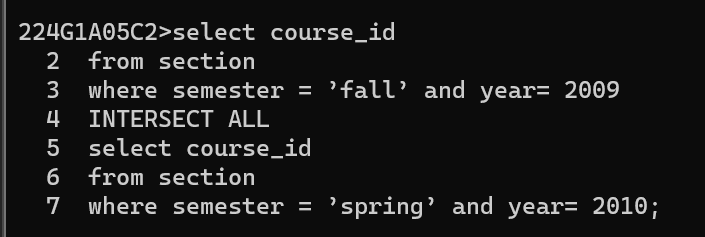 224G1A05C2>select course_id
2 from section
3 where semester = ’fall’ and year= 2009
4 INTERSECT ALL
5 select course_id
6 from section
7 where semester = ’spring’ and year= 2010;